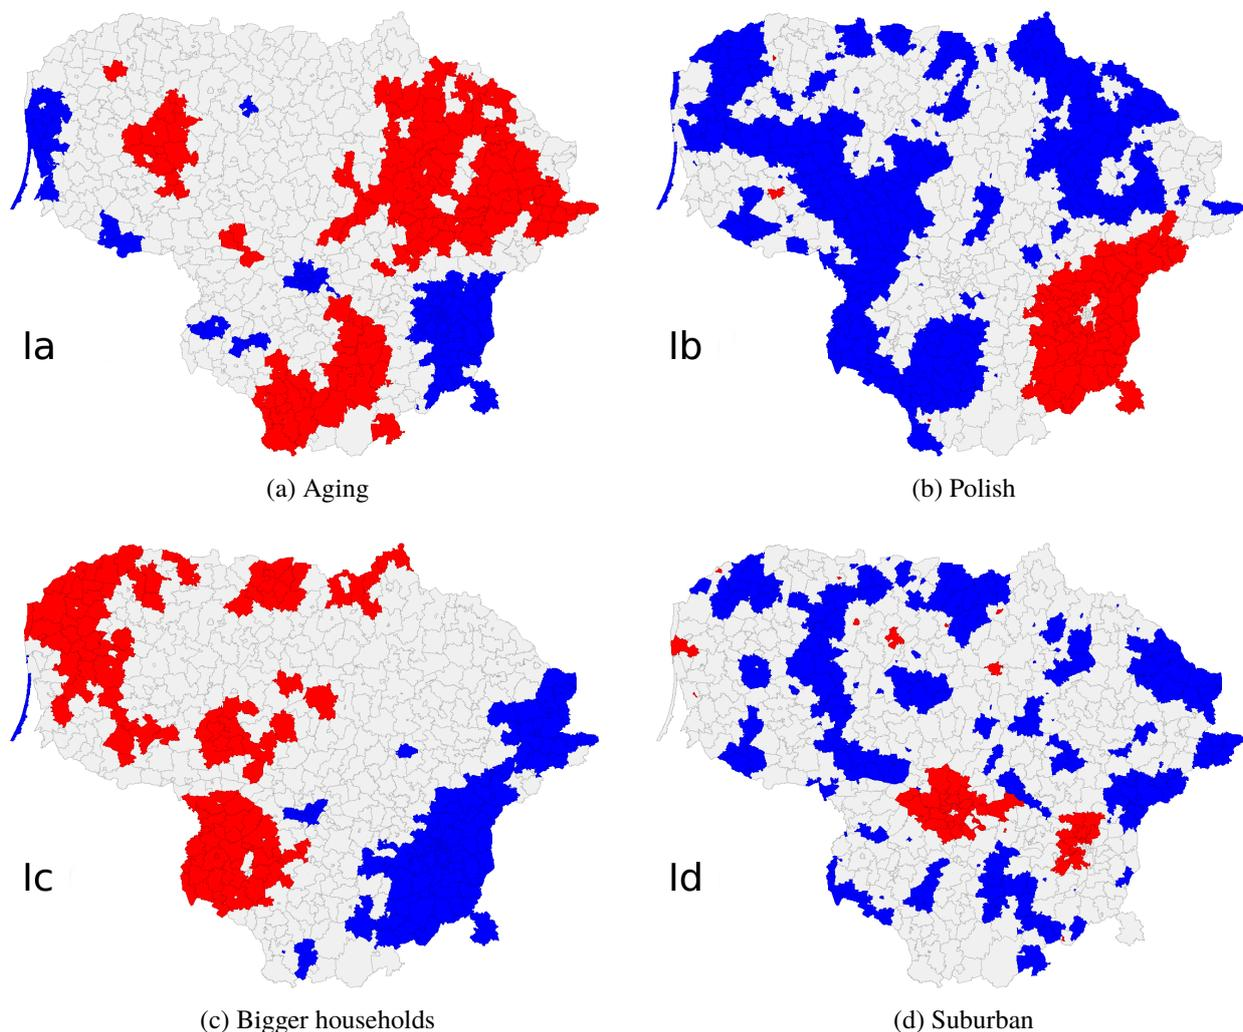 Ia
Ib
(a) Aging
(b) Polish
Ic
Id
(c) Bigger households
(d) Suburban